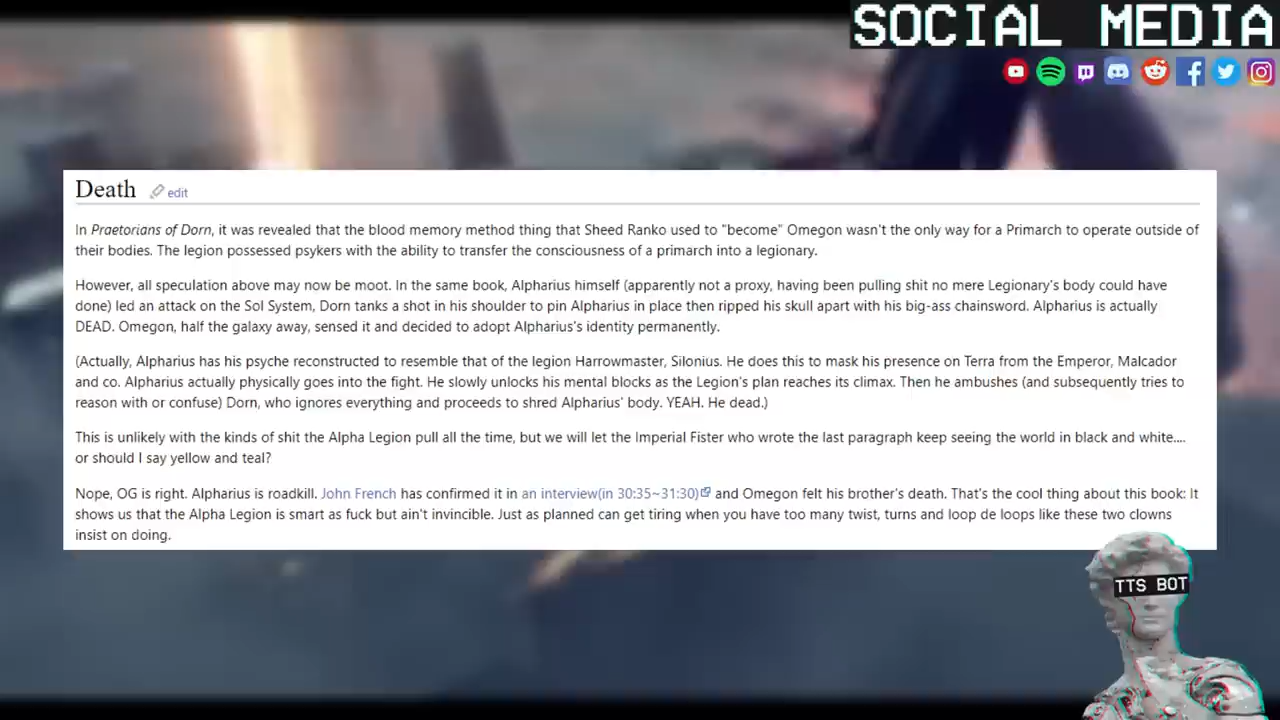 SOCIAL MEDIA
Death edit
In Praetorians of Dorn, it was revealed that the blood memory method thing that Sheed Ranko used to "become" Omegon wasn't the only way for a Primarch to operate outside of
their bodies. The legion possessed psykers with the ability to transfer the consciousness of a primarch into a legionary.
However, all speculation above may now be moot. In the same book, Alpharius himself (apparently not a proxy, having been pulling shit no mere Legionary's body could have
done) led an attack on the Sol System, Dorn tanks a shot in his shoulder to pin Alpharius in place then ripped his skull apart with his big-ass chainsword. Alpharius is actually
DEAD. Omegon, half the galaxy away, sensed it and decided to adopt Alpharius's identity permanently.
(Actually, Alpharius has his psyche reconstructed to resemble that of the legion Harrowmaster, Silonius. He does this to mask his presence on Terra from the Emperor, Malcador
and co. Alpharius actually physically goes into the fight. He slowly unlocks his mental blocks as the Legion's plan reaches its climax. Then he ambushes (and subsequently tries to
reason with or confuse) Dorn, who ignores everything and proceeds to shred Alpharius' body. YEAH. He dead.)
This is unlikely with the kinds of shit the Alpha Legion pull all the time, but we will let the Imperial Fister who wrote the last paragraph keep seeing the world in black and white....
or should I say yellow and teal?
Nope, OG is right. Alpharius is roadkill. John French has confirmed it in an interview(in 30:35~31:30) and Omegon felt his brother's death. That's the cool thing about this book: It
shows us that the Alpha Legion is smart as fuck but ain't invincible. Just as planned can get tiring when you have too many twist, turns and loop de loops like these two clowns
insist on doing.
TTS BOT